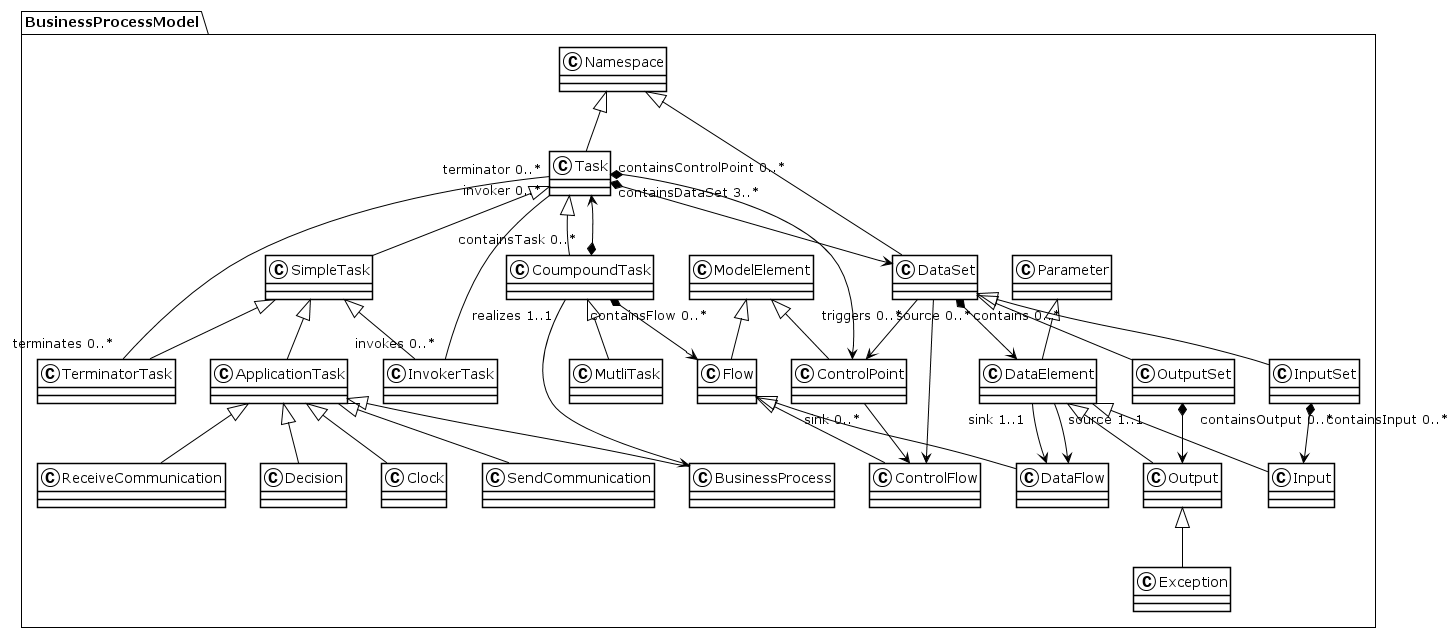 BusinessProcessModel
C Namespace
C Task
terminator 0..*
containsControlPoint 0..*
invoker 0..*
containsDataSet 3..*
containsTask 0..*
C SimpleTask
C CoumpoundTask
C ModelElement
C DataSet
C Parameter
realizes 1..1
containsFlow 0..*
triggers 0..*
source 0..*
contains 0..*
terminates 0..*
invokes 0..*
C TerminatorTask
C ApplicationTask
C InvokerTask
C MutliTask
C Flow
C ControlPoint
C DataElement
C OutputSet
C InputSet
sink 0..*
sink 1..1
source 1..1
containsOutput 0..*
containsInput 0..*
C ReceiveCommunication
C Decision
C Clock
C SendCommunication
C BusinessProcess
C ControlFlow
C DataFlow
C Output
C Input
C Exception